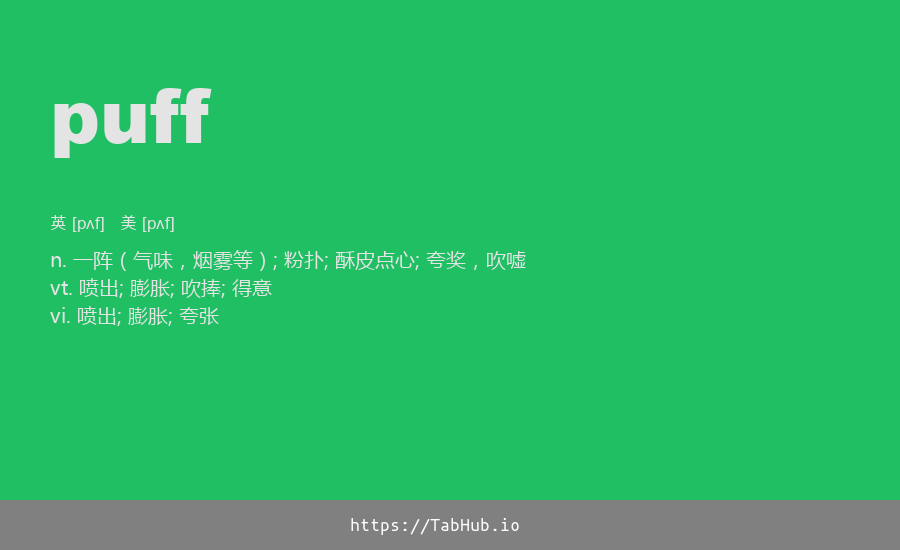 puff
英 [pʌf] 美 [pʌf]
n. 一阵（气味，烟雾等）; 粉扑; 酥皮点心; 夸奖，吹嘘
vt. 喷出; 膨胀; 吹捧; 得意
vi. 喷出; 膨胀; 夸张
https://TabHub.io